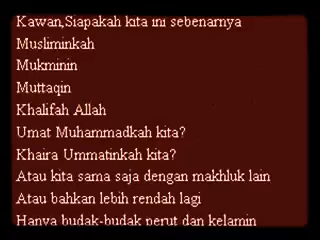 Kawan,Siapakah kita ini sebenarnya
Musliminkah
Mukminin
Muttaqin
Khalifah Allah
Umat Muhammadkah kita?
Khaira Ummatinkah kita?
Atau kita sama saja dengan makhluk lain
Atau bahkan lebih rendah lagi
Hanya budak-budak perut dan kelamin